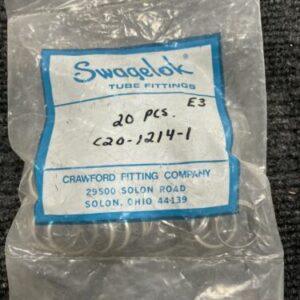 Swagelok
TUBE FITTINGS
E3
20 PCS.
C20-1214-1
CRAWFORD FITTING COMPANY
29500 SOLON ROAD
SOLON, OHIO 44139